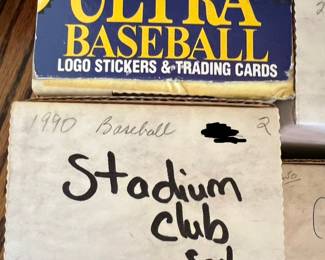 ULTRA
BASEBALL
LOGO STICKERS & TRADING CARDS
1990 Baseball 2
Stadium
Club